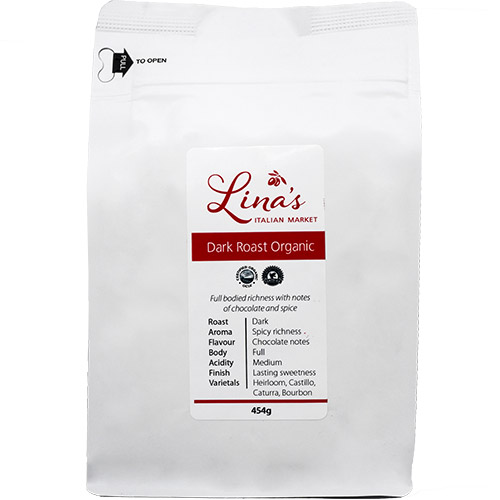 PULL
TO OPEN
Lina's
ITALIAN MARKET
Dark Roast Organic
Full bodied richness with notes
of chocolate and spice
Roast Dark
Aroma Spicy richness .
Flavour Chocolate notes
Body Full
Acidity Medium
Finish Lasting sweetness
Varietals Heirloom, Castillo,
Caturra, Bourbon
454g